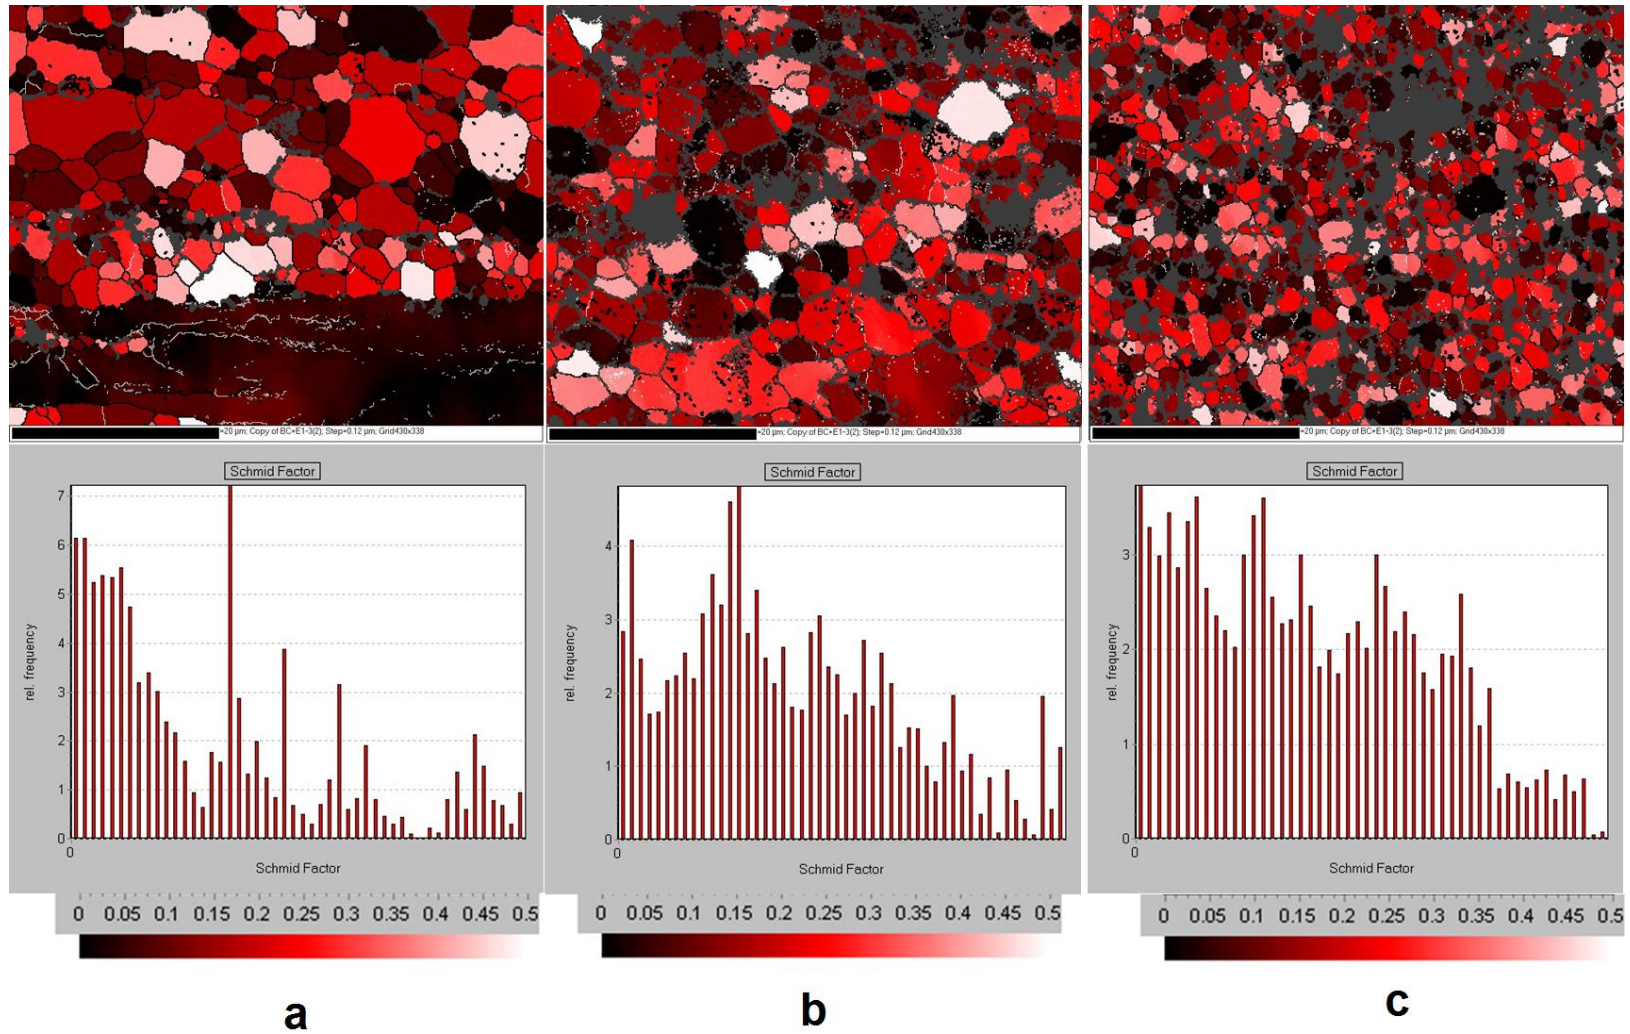 =20 µm; Copy of BC+E1-3(2); Step=0.12 µm; Grid430x338
=20 µm; Copy of BC+E1-3(2); Step=0.12 µm; Grid430x338
=20 µm; Copy of BC+E1-3(2); Step=0.12 µm; Grid430x338
Schmid Factor
7
6
5
4
3
2
1
0
rel. frequency
0
Schmid Factor
0 0.05 0.1 0.15 0.2 0.25 0.3 0.35 0.4 0.45 0.5
a
Schmid Factor
4
3
2
1
0
rel. frequency
0
Schmid Factor
0 0.05 0.1 0.15 0.2 0.25 0.3 0.35 0.4 0.45 0.5
b
Schmid Factor
3
2
1
0
rel. frequency
0
Schmid Factor
0 0.05 0.1 0.15 0.2 0.25 0.3 0.35 0.4 0.45 0.5
c